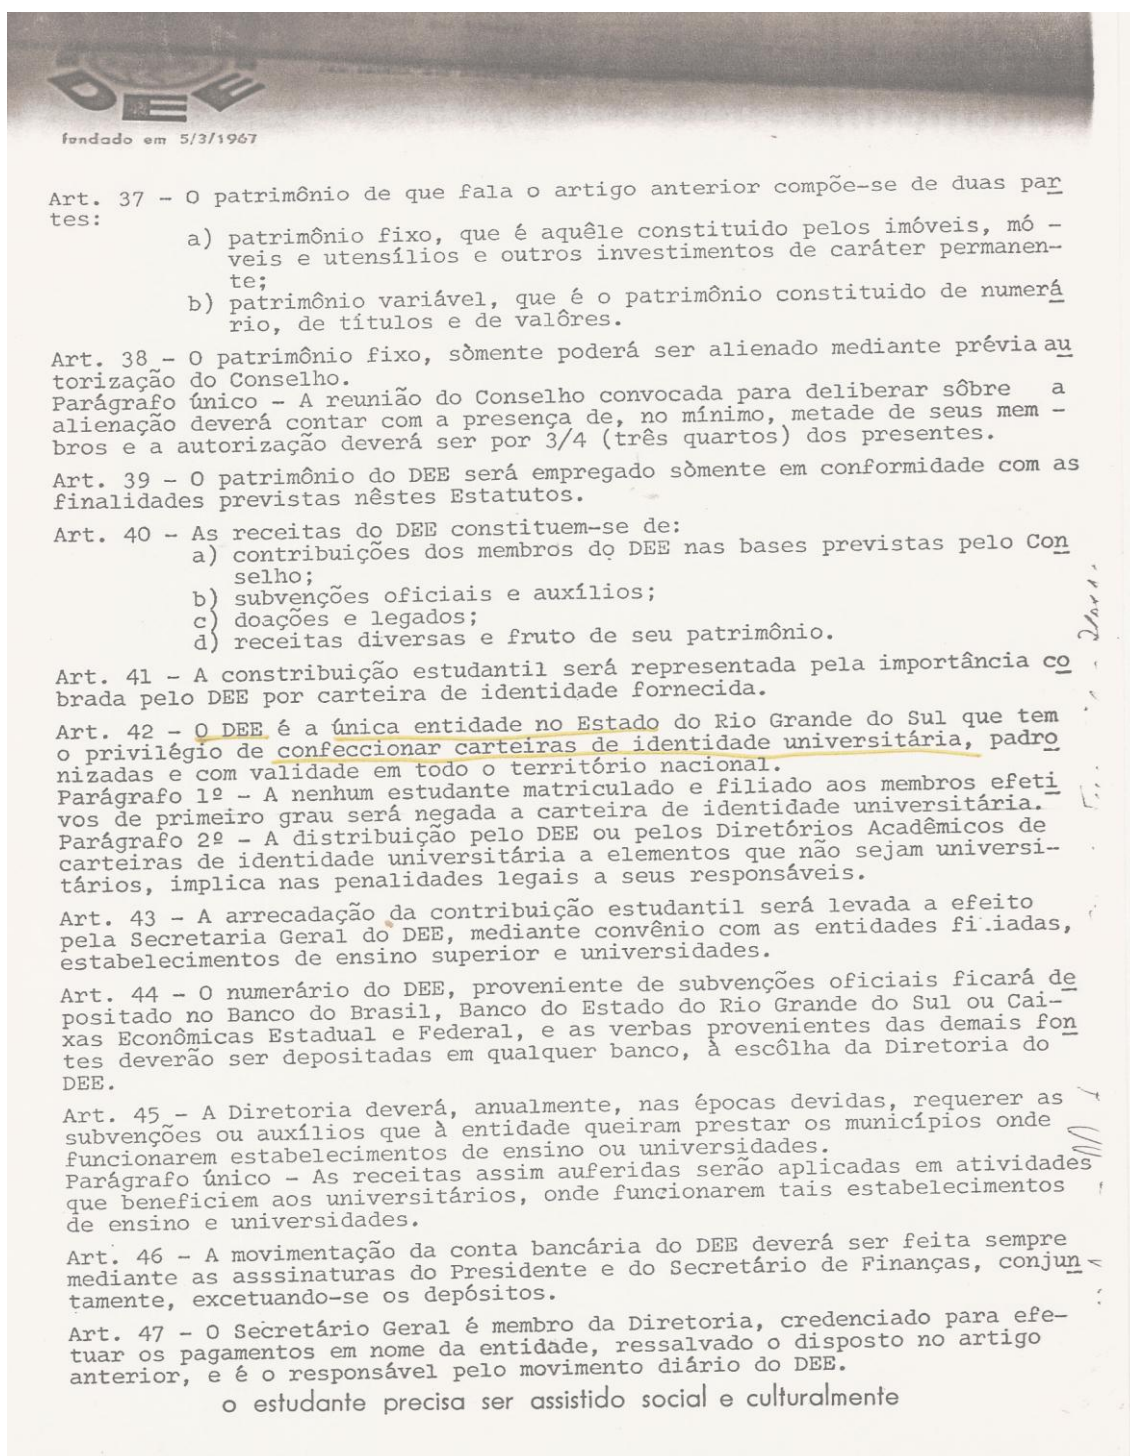 DEE
fundado em 5/3/1967
Art. 37 - O patrimônio de que fala o artigo anterior compõe-se de duas par
tes:
a) patrimônio fixo, que é aquêle constituido pelos imóveis, mó -
veis e utensílios e outros investimentos de caráter permanen-
te;
b) patrimônio variável, que é o patrimônio constituido de numerá
rio, de títulos e de valôres.
Art. 38 - O patrimônio fixo, sòmente poderá ser alienado mediante prévia au
torização do Conselho.
Parágrafo único - A reunião do Conselho convocada para deliberar sôbre a
alienação deverá contar com a presença de, no mínimo, metade de seus mem -
bros e a autorização deverá ser por 3/4 (três quartos) dos presentes.
Art. 39 - O patrimônio do DEE será empregado sòmente em conformidade com as
finalidades previstas nêstes Estatutos.
Art. 40 - As receitas do DEE constituem-se de:
a) contribuições dos membros do DEE nas bases previstas pelo Con
selho;
b) subvenções oficiais e auxílios;
c) doações e legados;
d) receitas diversas e fruto de seu patrimônio.
Art. 41 - A constribuição estudantil será representada pela importância co
brada pelo DEE por carteira de identidade fornecida.
Art. 42 - O DEE é a única entidade no Estado do Rio Grande do Sul que tem
o privilégio de confeccionar carteiras de identidade universitária, padro
nizadas e com validade em todo o território nacional.
Parágrafo 1º - A nenhum estudante matriculado e filiado aos membros efeti
vos de primeiro grau será negada a carteira de identidade universitária.
Parágrafo 2º - A distribuição pelo DEE ou pelos Diretórios Acadêmicos de
carteiras de identidade universitária a elementos que não sejam universi-
tários, implica nas penalidades legais a seus responsáveis.
Art. 43 - A arrecadação da contribuição estudantil será levada a efeito
pela Secretaria Geral do DEE, mediante convênio com as entidades filiadas,
estabelecimentos de ensino superior e universidades.
Art. 44 - O numerário do DEE, proveniente de subvenções oficiais ficará de
positado no Banco do Brasil, Banco do Estado do Rio Grande do Sul ou Cai-
xas Econômicas Estadual e Federal, e as verbas provenientes das demais fon
tes deverão ser depositadas em qualquer banco, à escôlha da Diretoria do
DEE.
Art. 45 - A Diretoria deverá, anualmente, nas épocas devidas, requerer as
subvenções ou auxílios que à entidade queiram prestar os municípios onde
funcionarem estabelecimentos de ensino ou universidades.
Parágrafo único - As receitas assim auferidas serão aplicadas em atividades
que beneficiem aos universitários, onde funcionarem tais estabelecimentos
de ensino e universidades.
Art. 46 - A movimentação da conta bancária do DEE deverá ser feita sempre
mediante as asssinaturas do Presidente e do Secretário de Finanças, conjun
tamente, excetuando-se os depósitos.
Art. 47 - O Secretário Geral é membro da Diretoria, credenciado para efe-
tuar os pagamentos em nome da entidade, ressalvado o disposto no artigo
anterior, e é o responsável pelo movimento diário do DEE.
o estudante precisa ser assistido social e culturalmente